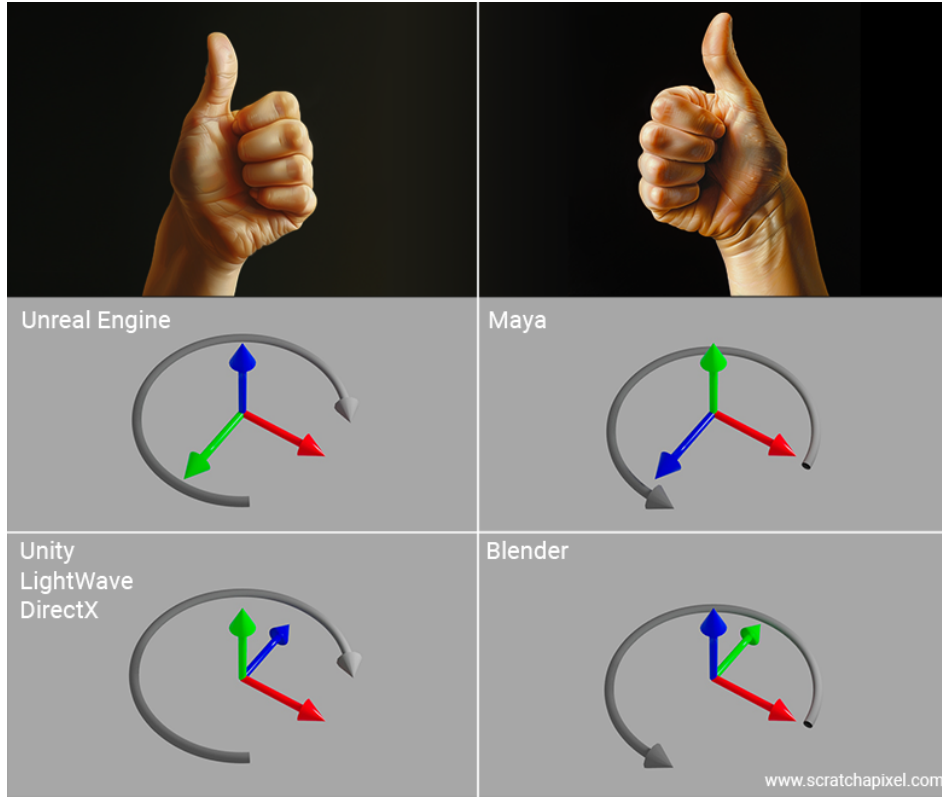 Unreal Engine
Maya
Unity
LightWave
DirectX
Blender
www.scratchapixel.com